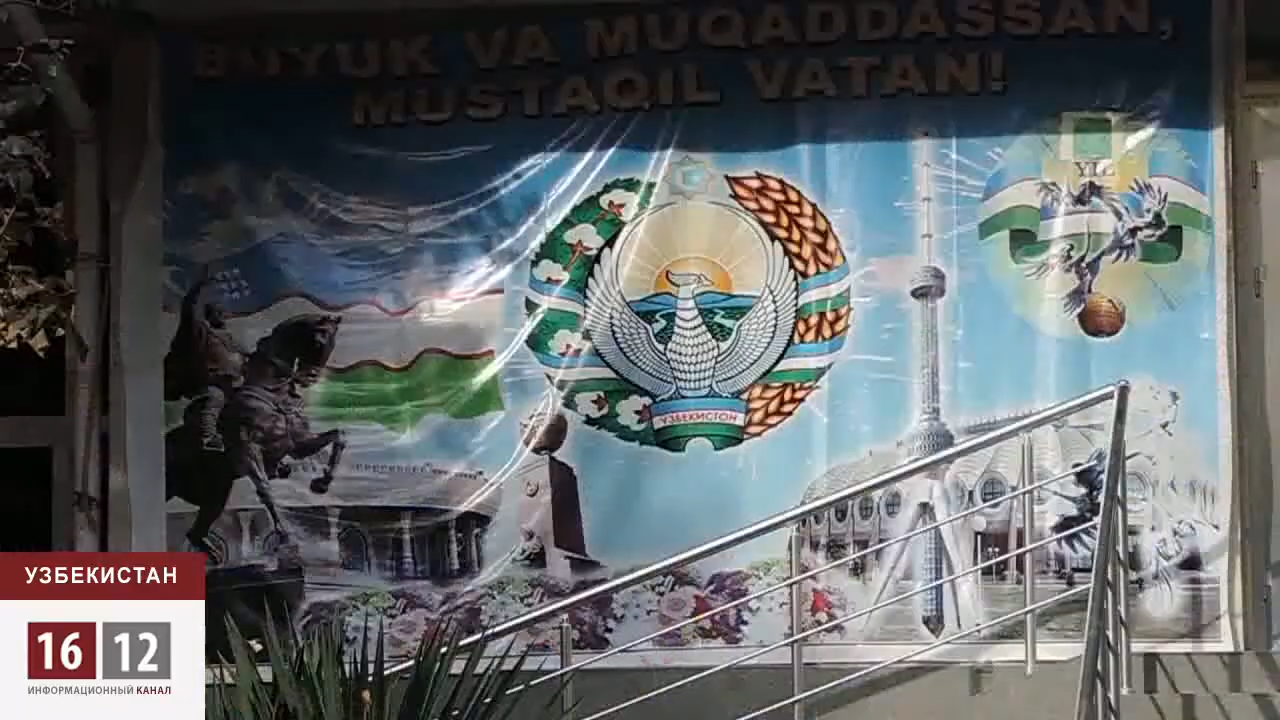 BUYUK VA MUQADDASSAN,
MUSTAQIL VATAN!
ЎЗБЕКИСТОН
УЗБЕКИСТАН
16 12
ИНФОРМАЦИОННЫЙ КАНАЛ